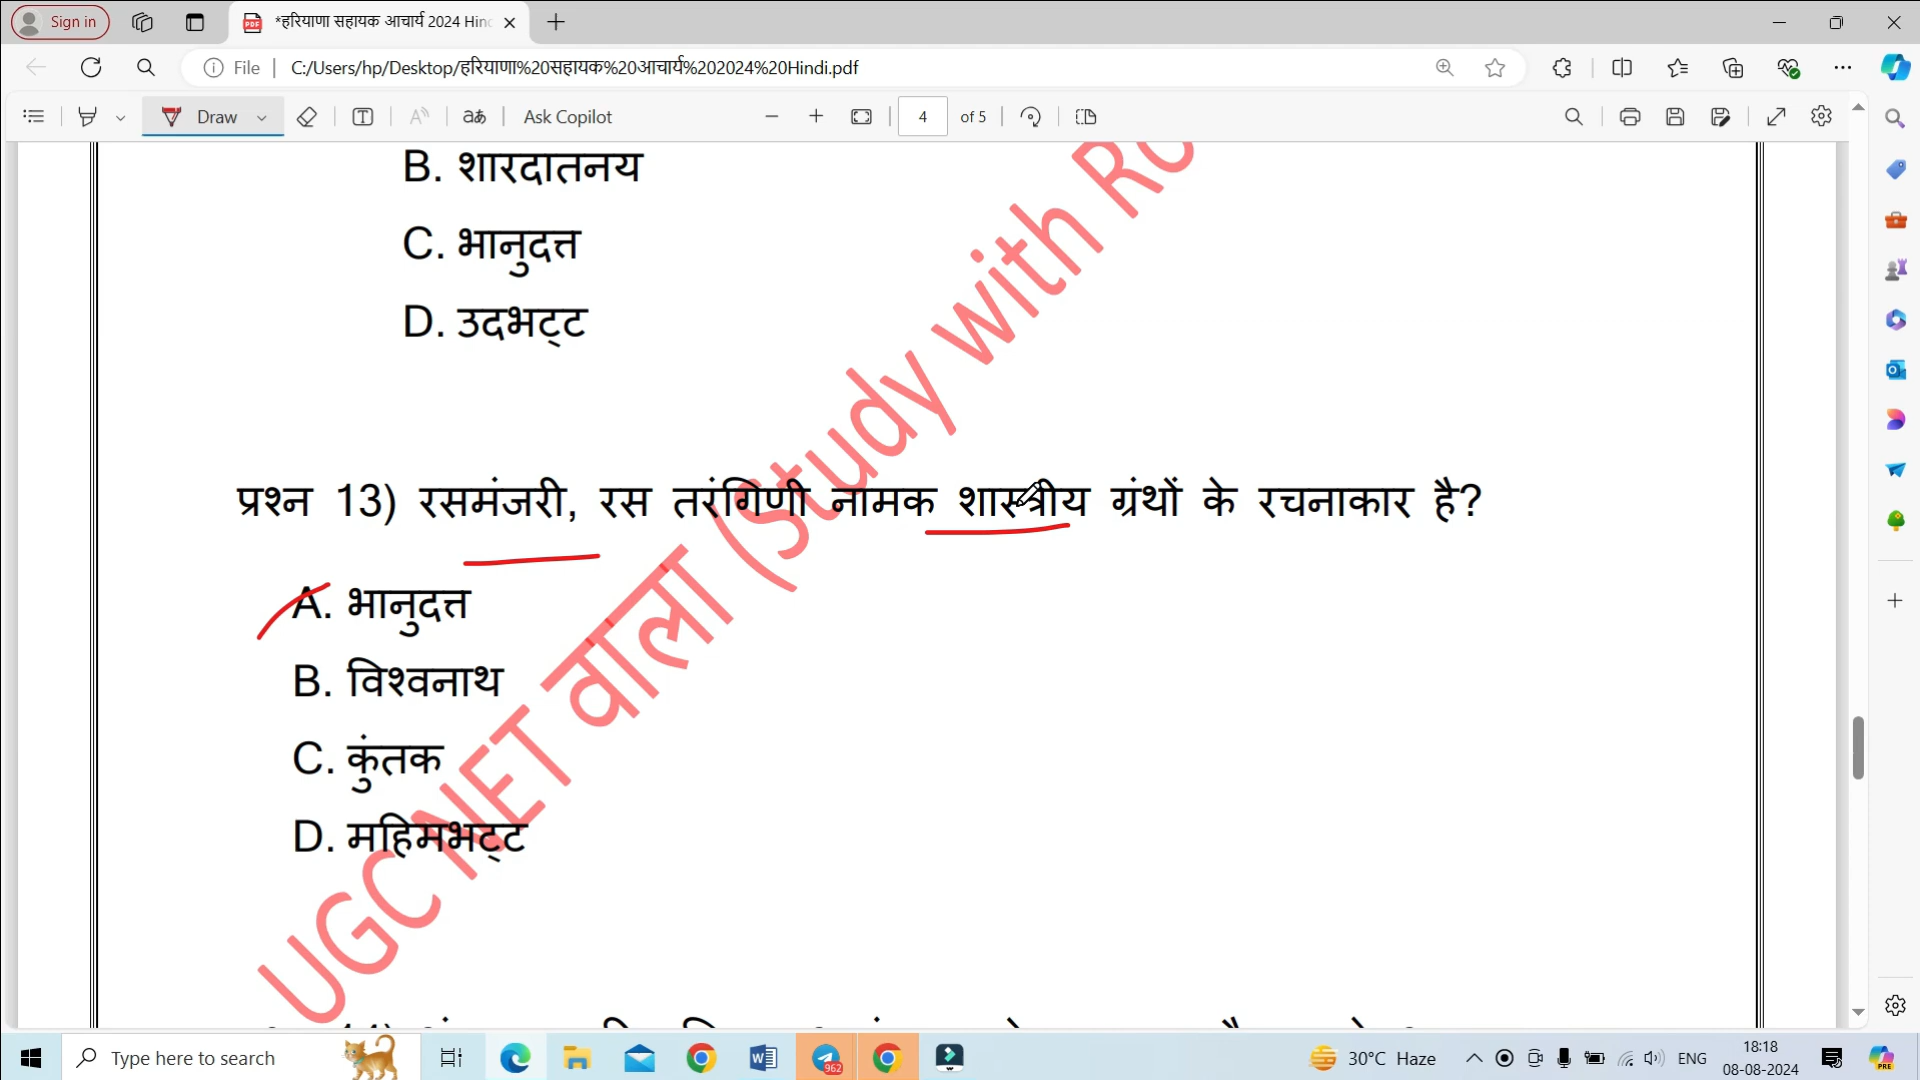 Sign in
*हरियाणा सहायक आचार्य 2024 Hin
File
C:/Users/hp/Desktop/हरियाणा%20सहायक%20आचार्य%202024%20Hindi.pdf
Draw
Ask Copilot
4 of 5
B. शारदातनय
C. भानुदत्त
D. उदभट्ट
प्रश्न 13) रसमंजरी, रस तरंगिणी नामक शास्त्रीय ग्रंथों के रचनाकार है?
A. भानुदत्त
B. विश्वनाथ
C. कुंतक
D. महिमभट्ट
UGC NET वाला (Study with
Type here to search
962
30°C Haze
ENG
18:18
08-08-2024
PRE